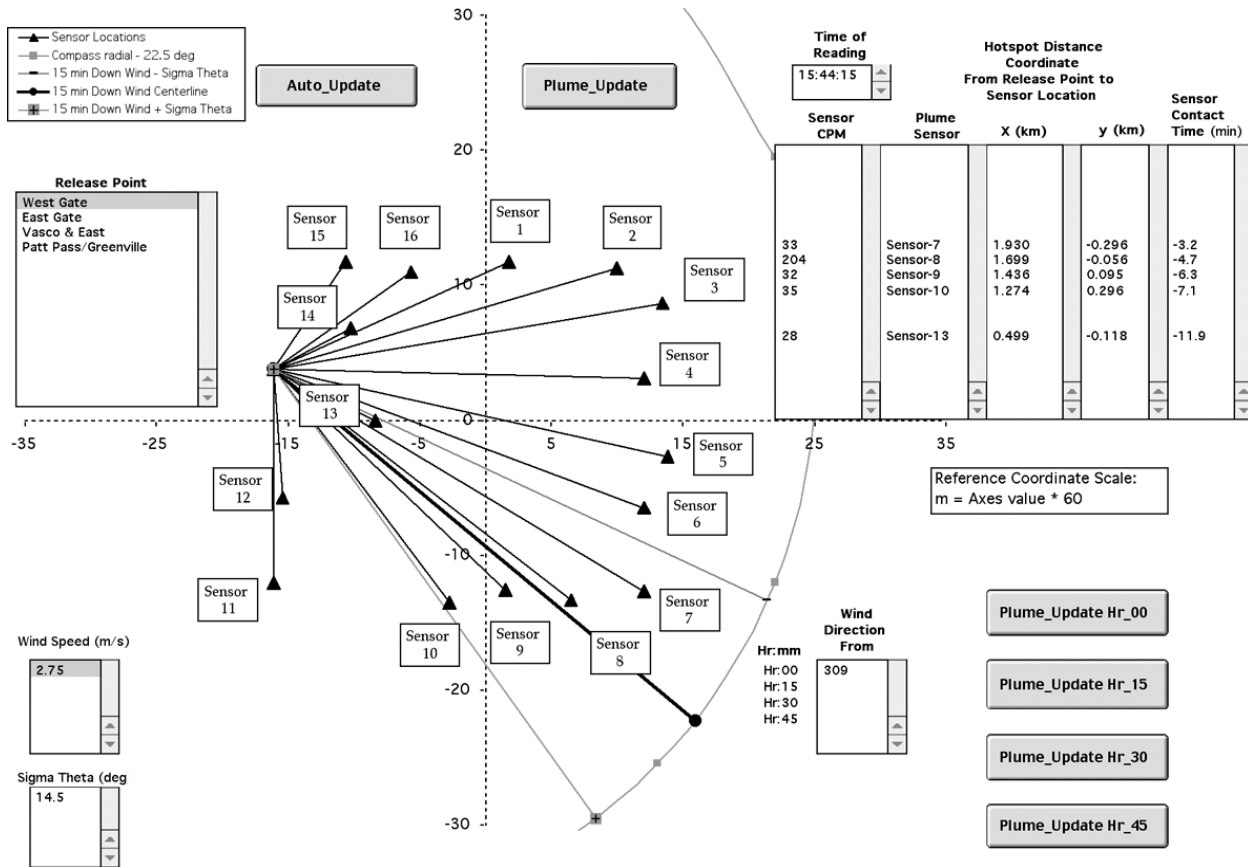 Sensor Locations
Compass radial - 22.5 deg
15 min Down Wind - Sigma Theta
15 min Down Wind Centerline
15 min Down Wind + Sigma Theta
Auto_Update
Plume_Update
Time of
Reading
15:44:15
Hotspot Distance
Coordinate
From Release Point to
Sensor Location
Sensor
CPM
Plume
Sensor
X (km)
y (km)
Sensor
Contact
Time (min)
33 Sensor-7 1.930 -0.296 -3.2
204 Sensor-8 1.699 -0.056 -4.7
32 Sensor-9 1.436 0.095 -6.3
35 Sensor-10 1.274 0.296 -7.1
28 Sensor-13 0.499 -0.118 -11.9
Release Point
West Gate
East Gate
Vasco & East
Patt Pass/Greenville
30
20
10
0
-10
-20
-30
-35
-25
-15
-5
5
15
25
35
Sensor
15
Sensor
16
Sensor
1
Sensor
2
Sensor
3
Sensor
14
Sensor
4
Sensor
13
Sensor
5
Sensor
12
Sensor
6
Sensor
11
Sensor
10
Sensor
9
Sensor
8
Sensor
7
Reference Coordinate Scale:
m = Axes value * 60
Wind Speed (m/s)
2.75
Sigma Theta (deg
14.5
Hr:mm
Hr:00
Hr:15
Hr:30
Hr:45
Wind
Direction
From
309
Plume_Update Hr_00
Plume_Update Hr_15
Plume_Update Hr_30
Plume_Update Hr_45